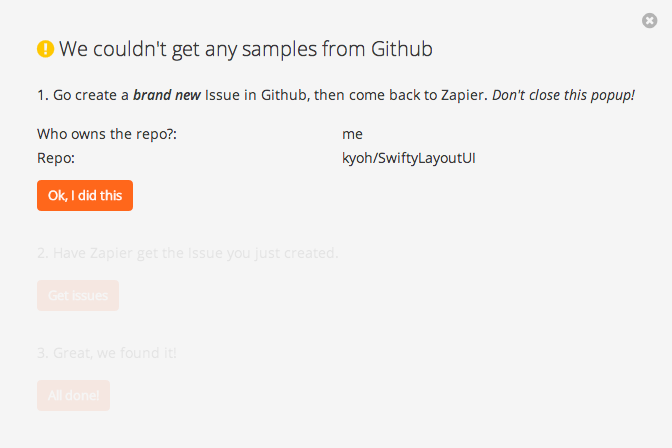 We couldn't get any samples from Github
1. Go create a brand new Issue in Github, then come back to Zapier. Don't close this popup!
Who owns the repo?: me
Repo: kyoh/SwiftyLayoutUI
Ok, I did this
2. Have Zapier get the issue you just created.
Get issues
3. Great, we found it!
All done!